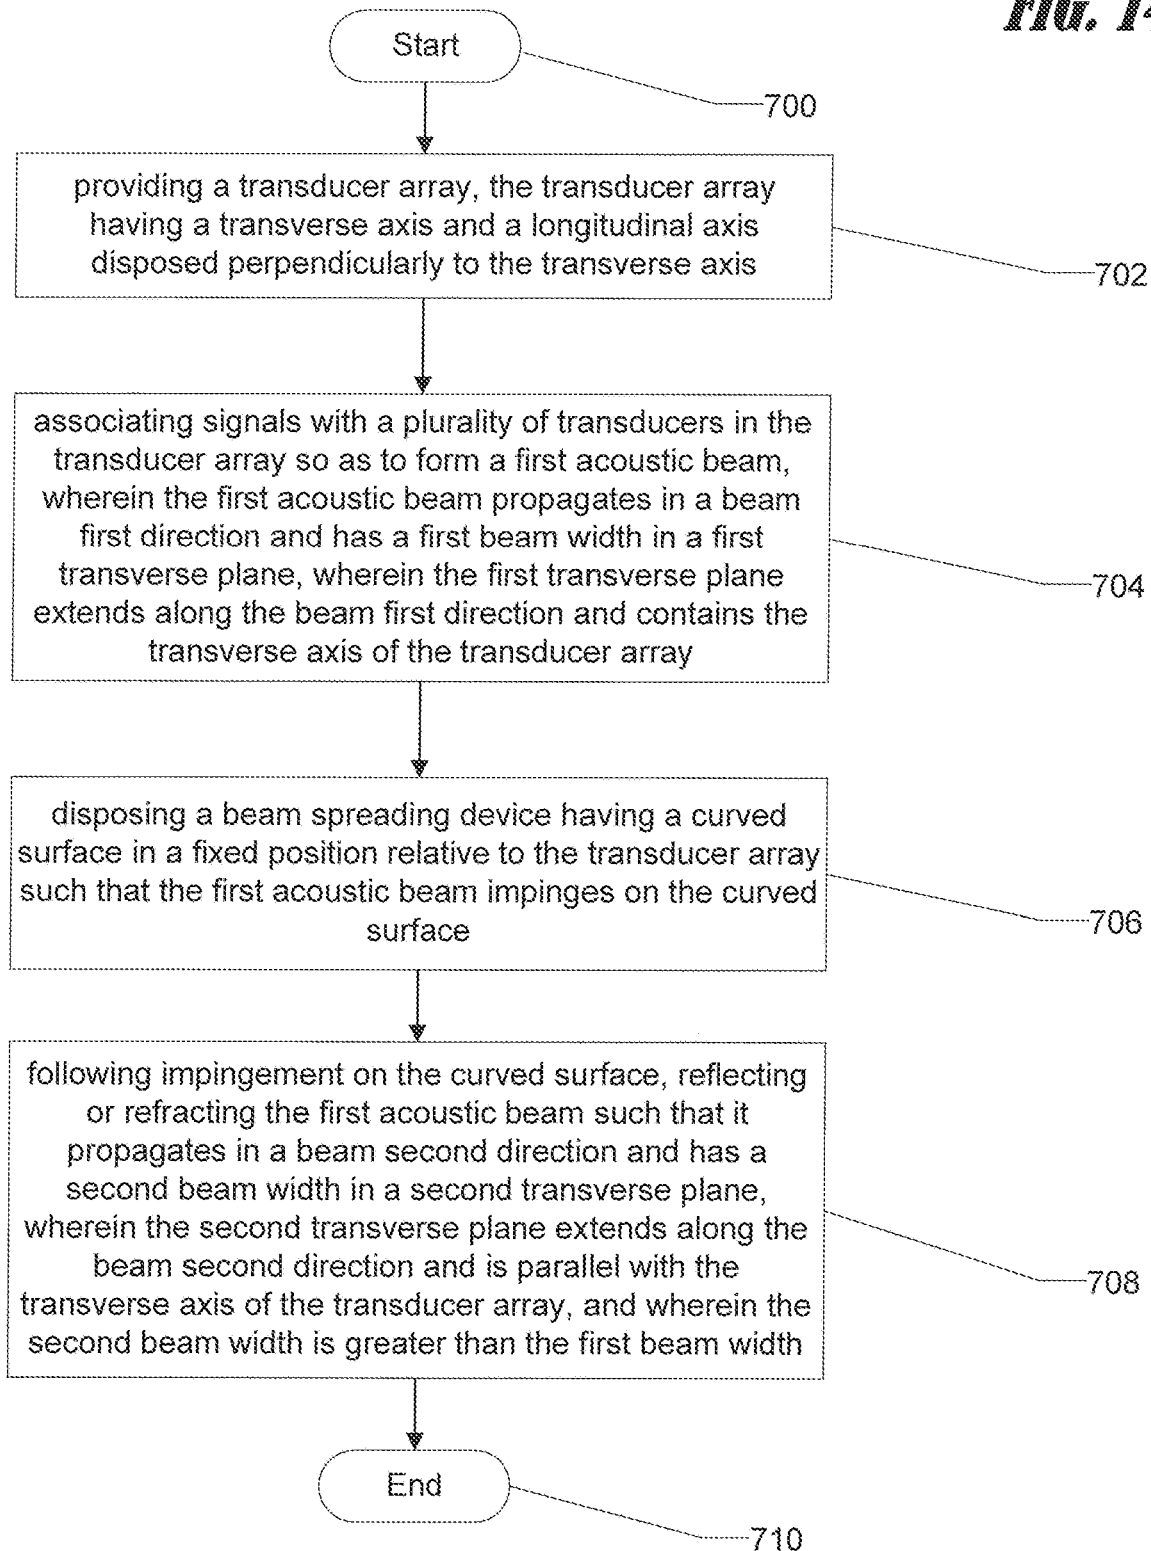 FIG. 14
Start
700
providing a transducer array, the transducer array
having a transverse axis and a longitudinal axis
disposed perpendicularly to the transverse axis
702
associating signals with a plurality of transducers in the
transducer array so as to form a first acoustic beam,
wherein the first acoustic beam propagates in a beam
first direction and has a first beam width in a first
transverse plane, wherein the first transverse plane
extends along the beam first direction and contains the
transverse axis of the transducer array
704
disposing a beam spreading device having a curved
surface in a fixed position relative to the transducer array
such that the first acoustic beam impinges on the curved
surface
706
following impingement on the curved surface, reflecting
or refracting the first acoustic beam such that it
propagates in a beam second direction and has a
second beam width in a second transverse plane,
wherein the second transverse plane extends along the
beam second direction and is parallel with the
transverse axis of the transducer array, and wherein the
second beam width is greater than the first beam width
708
End
710